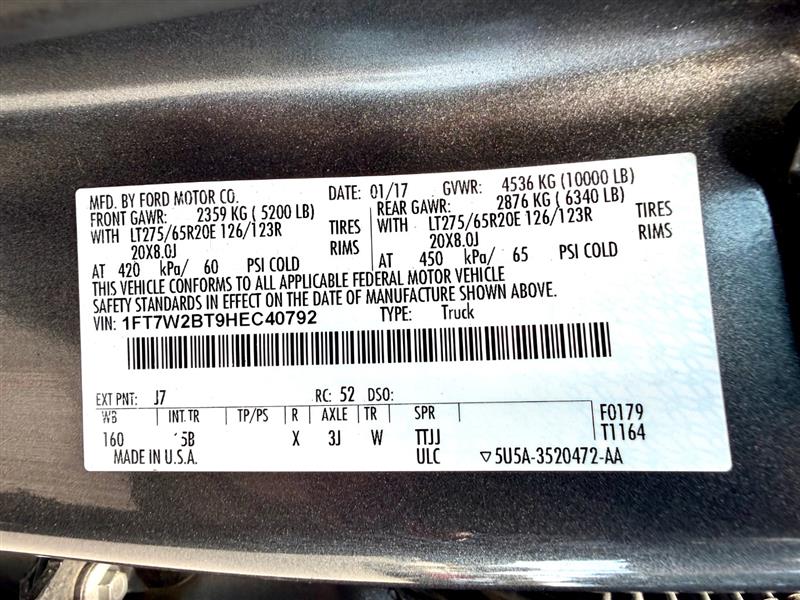 MFD. BY FORD MOTOR CO. DATE: 01/17 GVWR: 4536 KG (10000 LB)
FRONT GAWR: 2359 KG ( 5200 LB) REAR GAWR: 2876 KG ( 6340 LB)
WITH LT275/65R20E 126/123R TIRES WITH LT275/65R20E 126/123R TIRES
20X8.0J RIMS 20X8.0J RIMS
AT 420 kPa/ 60 PSI COLD AT 450 kPa/ 65 PSI COLD
THIS VEHICLE CONFORMS TO ALL APPLICABLE FEDERAL MOTOR VEHICLE
SAFETY STANDARDS IN EFFECT ON THE DATE OF MANUFACTURE SHOWN ABOVE.
VIN: 1FT7W2BT9HEC40792 TYPE: Truck
EXT PNT: J7 RC: 52 DSO:
WB INT. TR TP/PS R AXLE TR SPR F0179
160 5B X 3J W TTJJ T1164
MADE IN U.S.A. ULC ▽5U5A-3520472-AA